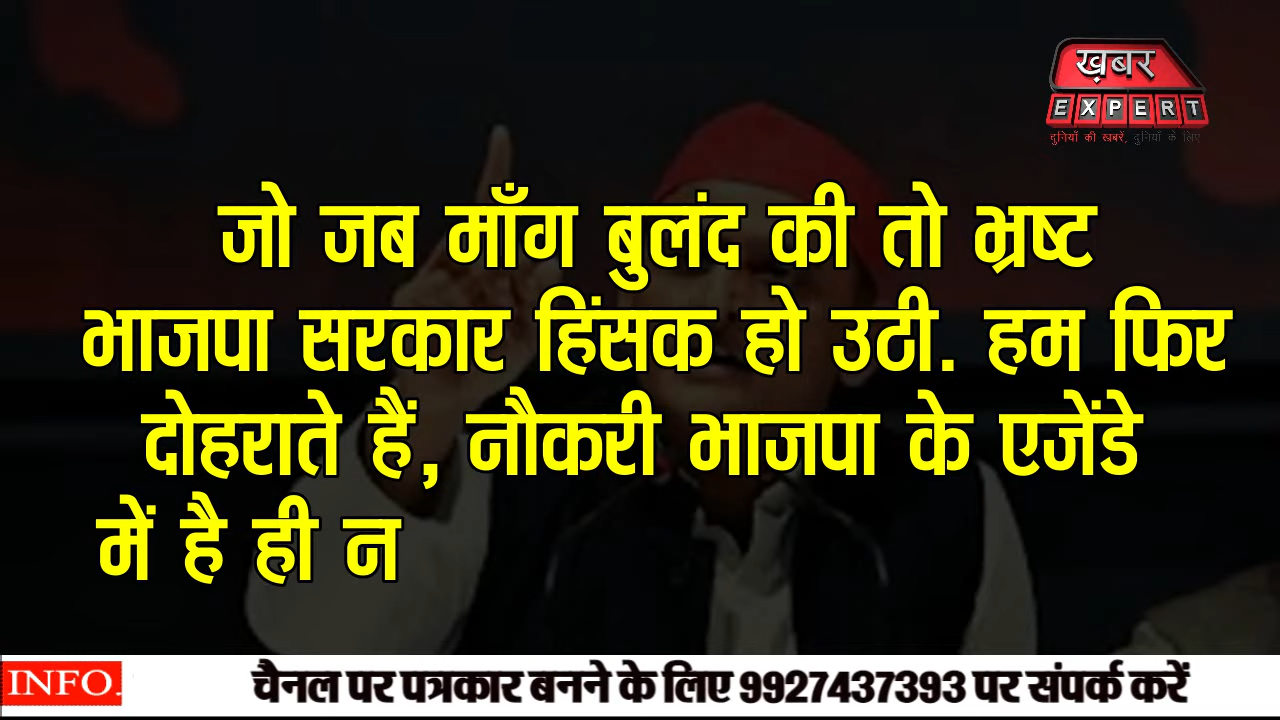 ख़बर
EXPERT
दुनियाँ की खबरें, दुनियाँ के लिए
जो जब माँग बुलंद की तो भ्रष्ट
भाजपा सरकार हिंसक हो उठी. हम फिर
दोहराते हैं, नौकरी भाजपा के एजेंडे
में है ही न
INFO.
चैनल पर पत्रकार बनने के लिए 9927437393 पर संपर्क करें